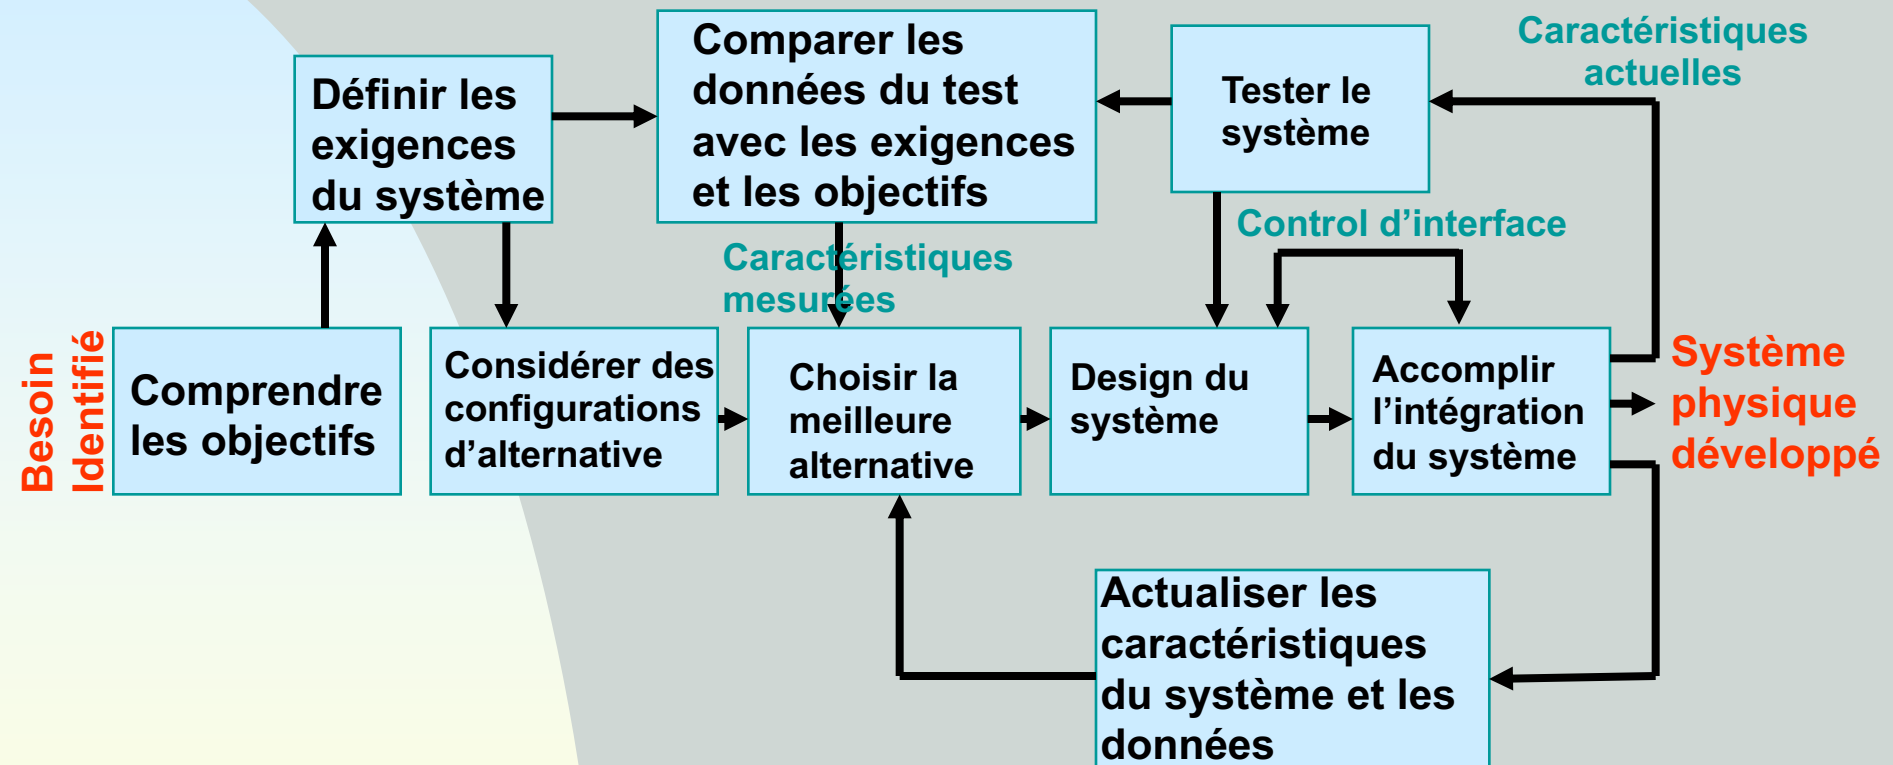 Définir les
exigences
du système
Comparer les
données du test
avec les exigences
et les objectifs
Tester le
système
Caractéristiques
actuelles
Caractéristiques
mesurées
Control d’interface
Besoin
Identifié
Comprendre
les objectifs
Considérer des
configurations
d’alternative
Choisir la
meilleure
alternative
Design du
système
Accomplir
l’intégration
du système
Système
physique
développé
Actualiser les
caractéristiques
du système et les
données